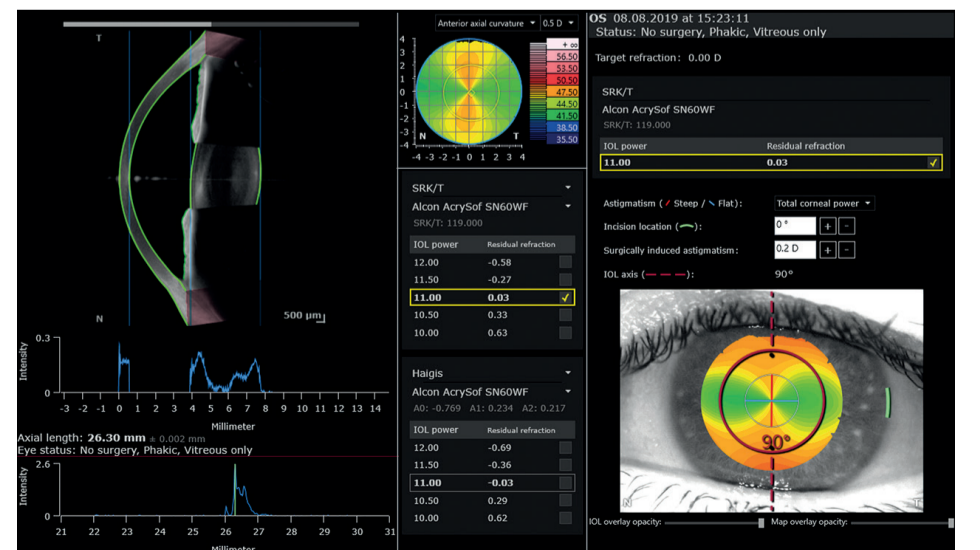 T
N
500 µm
0.3
Intensity
0
-3 -2 -1 0 1 2 3 4 5 6 7 8 9 10 11 12 13 14
Millimeter
Axial length: 26.30 mm ± 0.002 mm
Eye status: No surgery, Phakic, Vitreous only
2.6
Intensity
0
21 22 23 24 25 26 27 28 29 30 31
Millimeter
Anterior axial curvature 0.5 D
4
3
2
1
0
-1
-2
-3
-4
N T
-4 -3 -2 -1 0 1 2 3 4
+ ∞
56.50
53.50
50.50
47.50
44.50
41.50
38.50
35.50
SRK/T
Alcon AcrySof SN60WF
SRK/T: 119.000
IOL power Residual refraction
12.00 -0.58
11.50 -0.27
11.00 0.03
10.50 0.33
10.00 0.63
Haigis
Alcon AcrySof SN60WF
A0: -0.769 A1: 0.234 A2: 0.217
IOL power Residual refraction
12.00 -0.69
11.50 -0.36
11.00 -0.03
10.50 0.29
10.00 0.62
OS 08.08.2019 at 15:23:11
Status: No surgery, Phakic, Vitreous only
Target refraction: 0.00 D
SRK/T
Alcon AcrySof SN60WF
SRK/T: 119.000
IOL power Residual refraction
11.00 0.03
Astigmatism ( / Steep / \ Flat): Total corneal power
Incision location ( ): 0° + -
Surgically induced astigmatism: 0.2 D + -
IOL axis (— — —): 90°
90°
N T
IOL overlay opacity: Map overlay opacity: